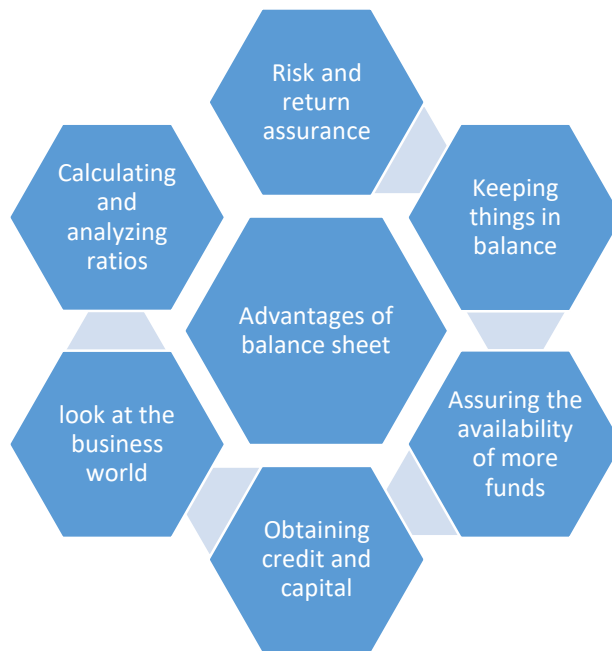 Risk and
return
assurance
Keeping
things in
balance
Assuring the
availability
of more
funds
Obtaining
credit and
capital
look at the
business
world
Calculating
and
analyzing
ratios
Advantages of
balance sheet